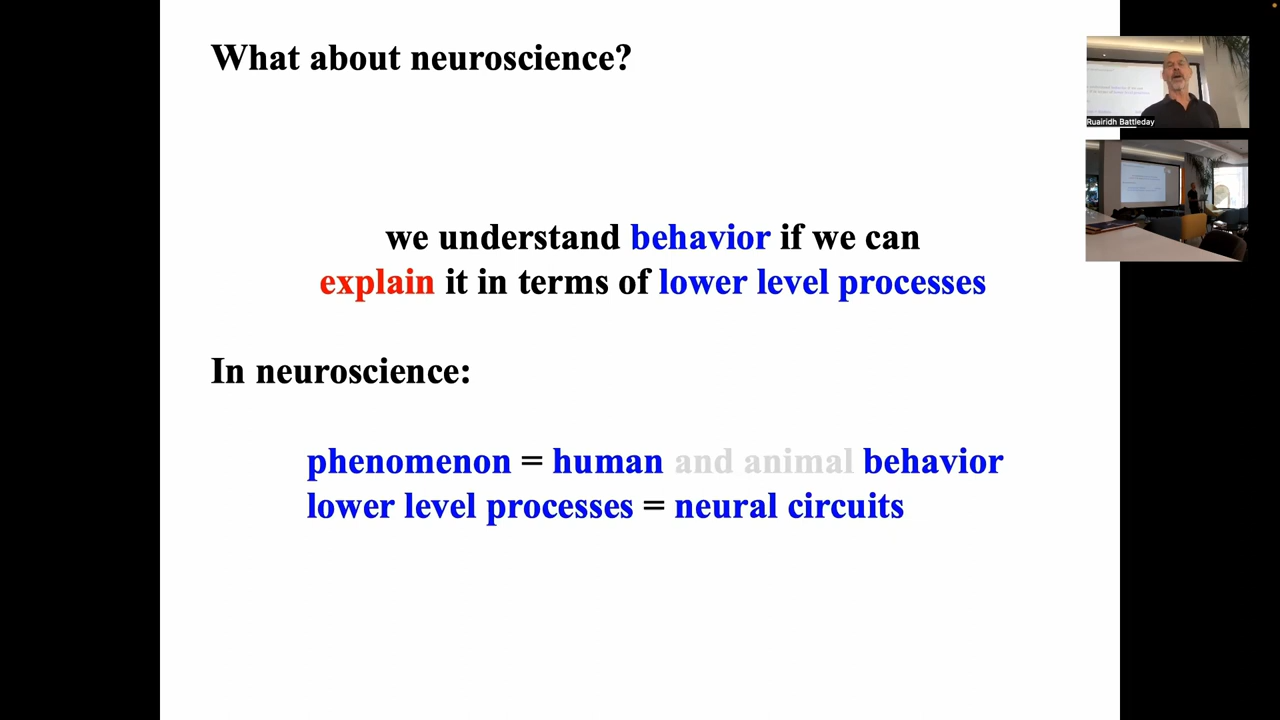 What about neuroscience?
we understand behavior if we can
explain it in terms of lower level processes
In neuroscience:
phenomenon = human and animal behavior
lower level processes = neural circuits
Ruairidh Battleday